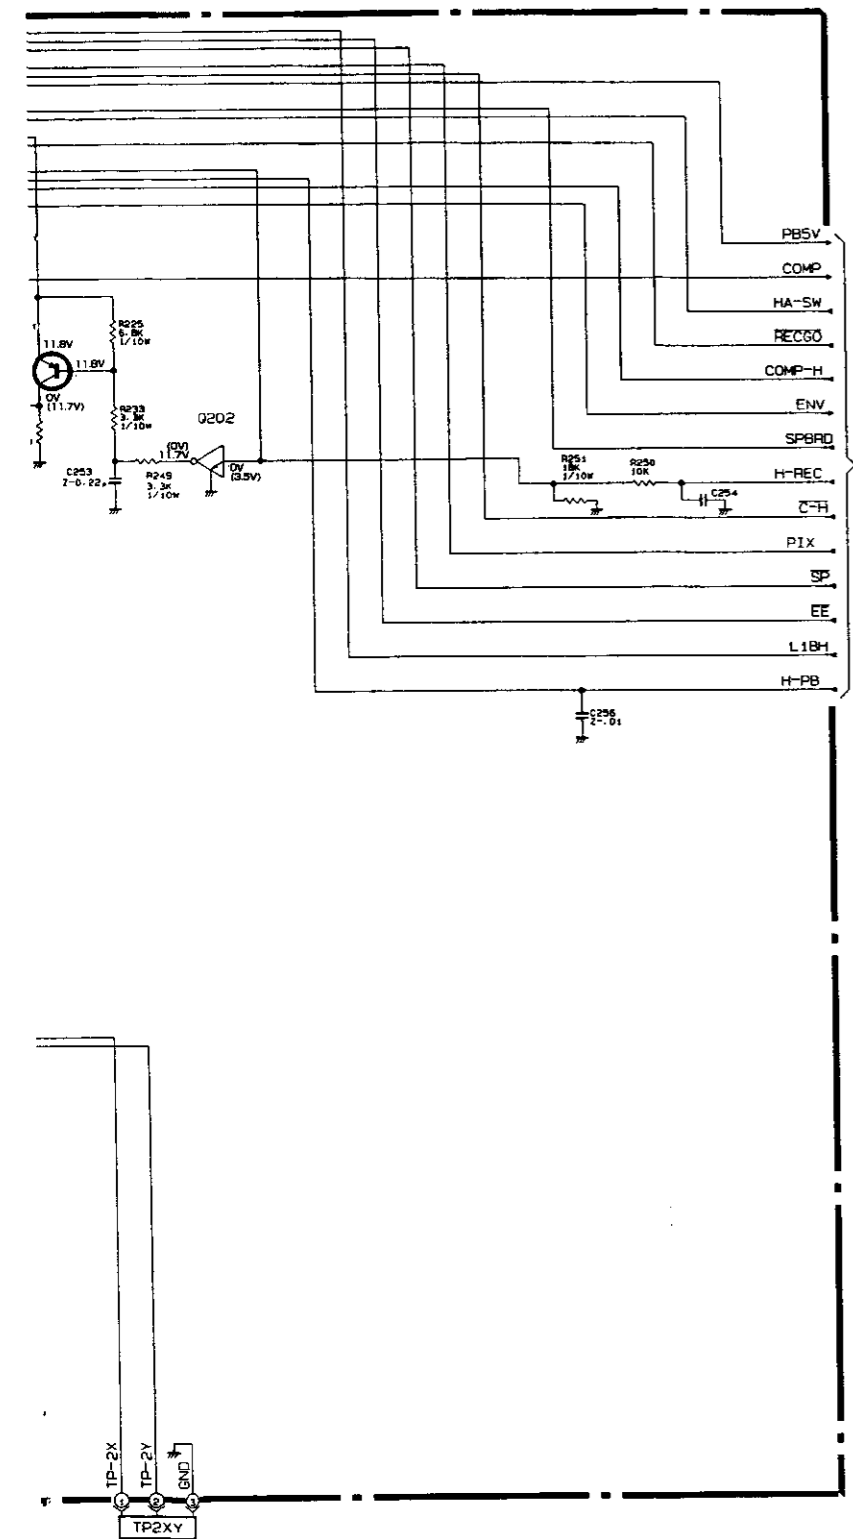 PB5V
COMP
HA-SW
RECGO
COMP-H
ENV
SPBRD
H-REC
C-H
PIX
SP
EE
L1BH
H-PB
R225
6.8K
1/10W
11.8V
11.8V
0V
(11.7V)
R233
3.3K
1/10W
Q202
(0V)
11.7V
0V
(3.5V)
C253
Z-0.22
R249
3.3K
1/10W
R251
18K
1/10W
R250
10K
C254
C256
Z-.01
TP-2X
TP-2Y
GND
1
2
3
TP2XY